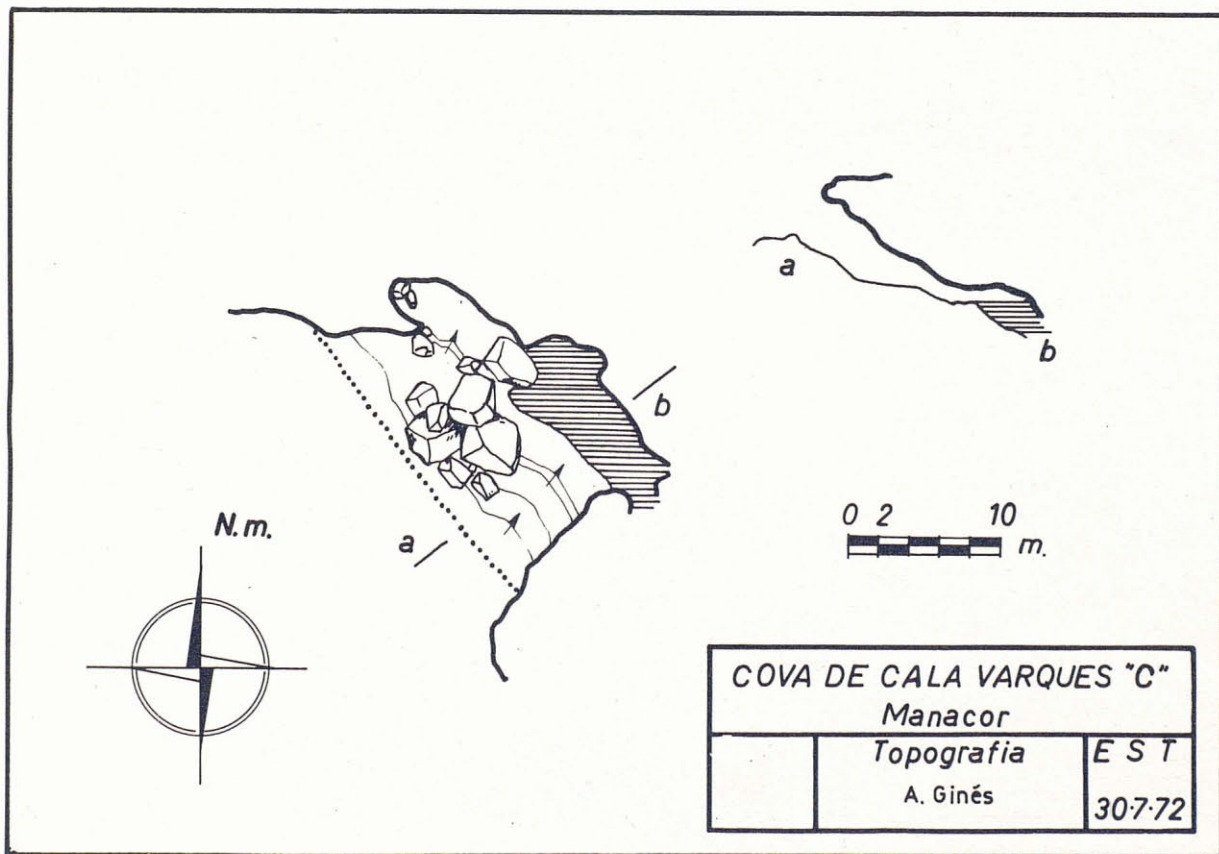 a
b
b
a
N.m.
0 2 10
m.
COVA DE CALA VARQUES "C"
Manacor
Topografia
A. Ginés
E S T
30·7·72